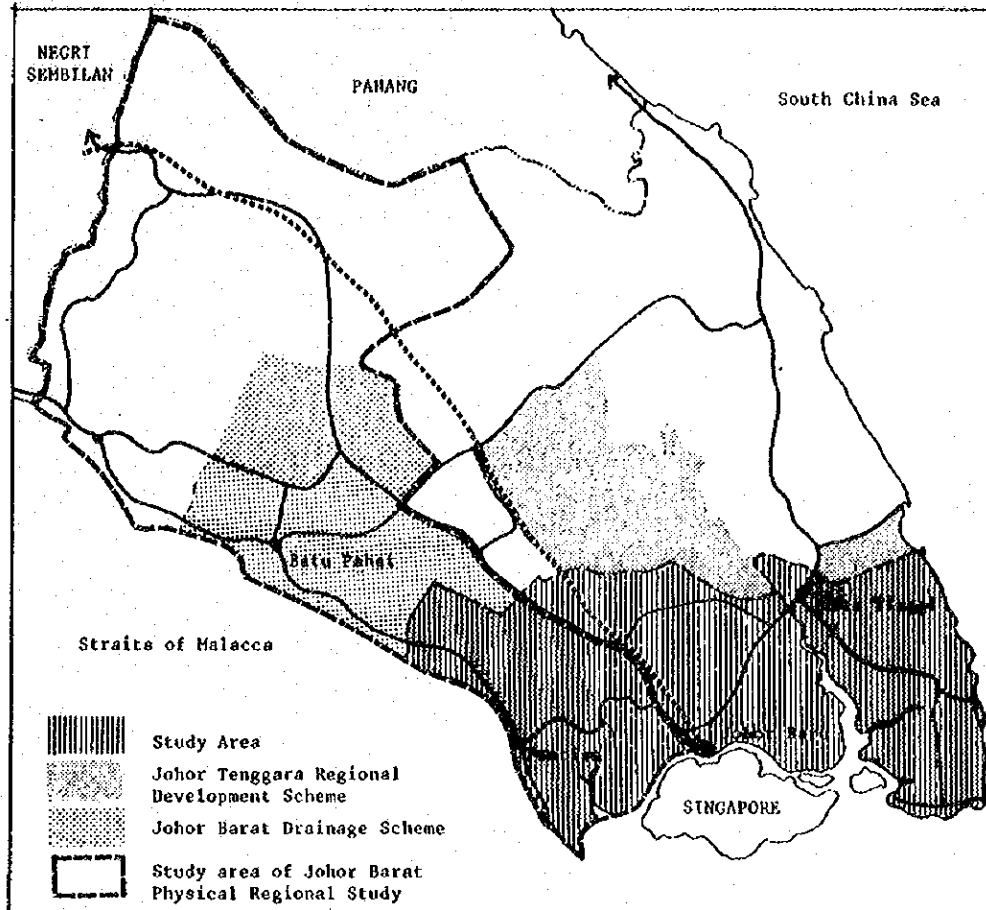 NEGRI
SEMBILAN
PAHANG
South China Sea
Batu Pahat
Straits of Malacca
SINGAPORE
Study Area
Johor Tenggara Regional
Development Scheme
Johor Barat Drainage Scheme
Study area of Johor Barat
Physical Regional Study